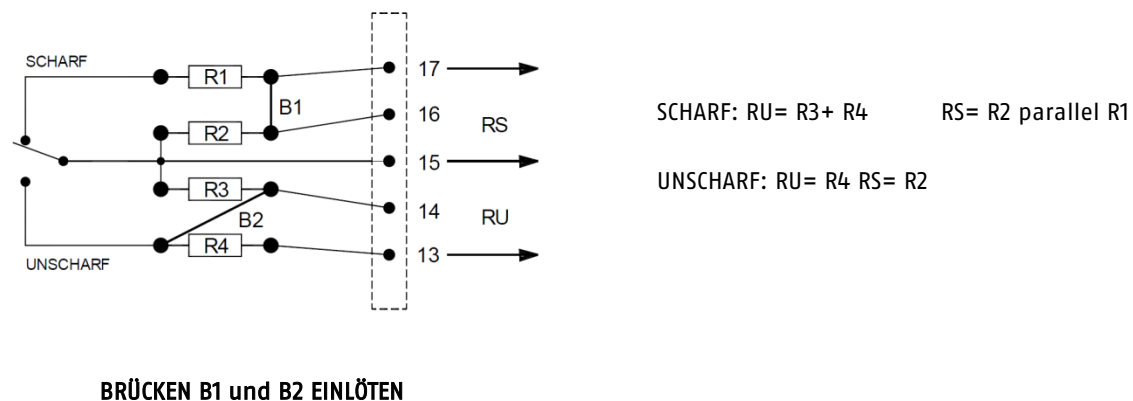 SCHARF
R1
17
B1
16
R2
RS
15
R3
14
B2
RU
R4
13
UNSCHARF
SCHARF: RU= R3+ R4 RS= R2 parallel R1
UNSCHARF: RU= R4 RS= R2
BRÜCKEN B1 und B2 EINLÖTEN